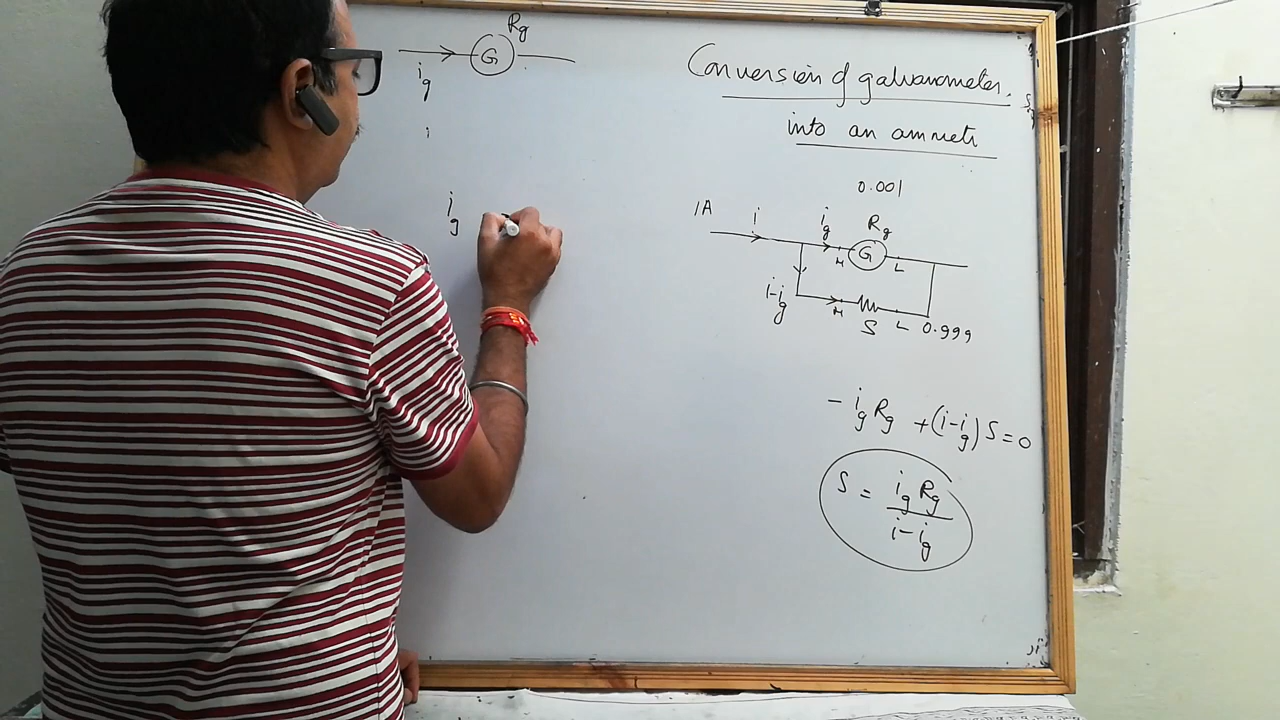 Rg
G
ig
i
ig
Conversion of galvanometer.
into an ammetr
0.001
1A i ig Rg
G
H L
i-ig
H S L 0.999
- ig Rg + (i-ig) S = 0
S = ig Rg
i-ig